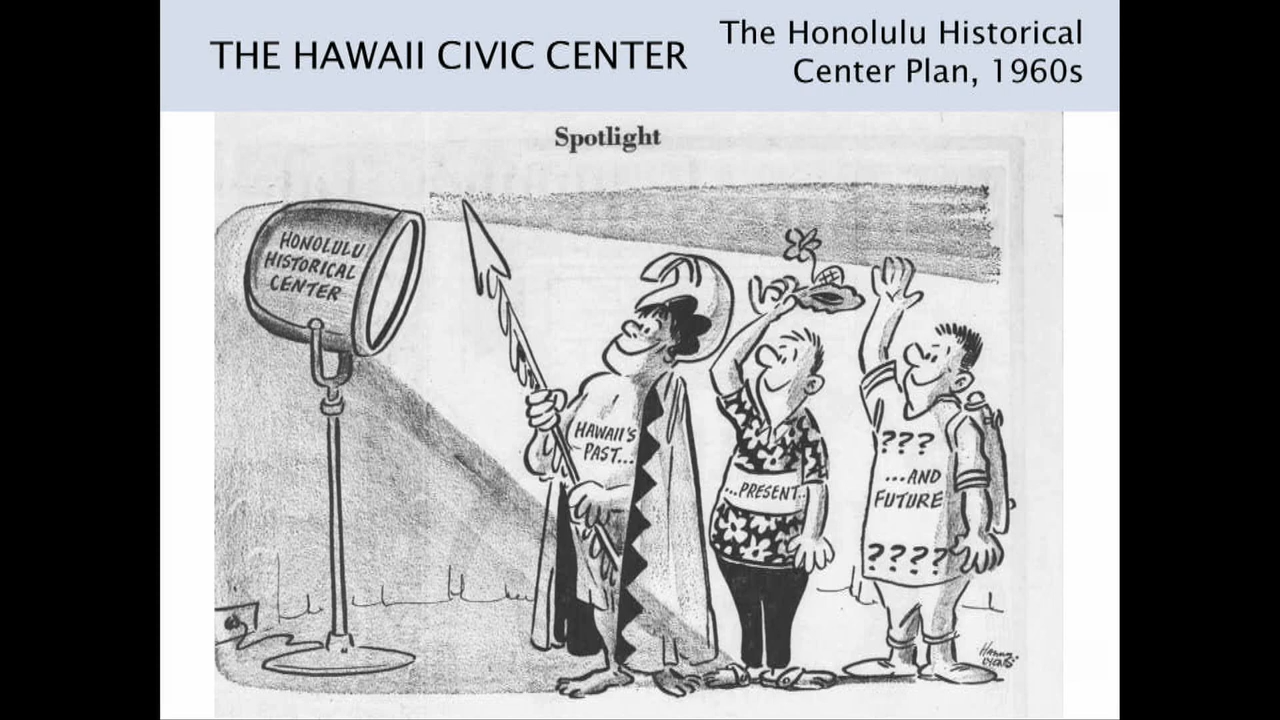 THE HAWAII CIVIC CENTER
The Honolulu Historical
Center Plan, 1960s
Spotlight
HONOLULU
HISTORICAL
CENTER
HAWAII'S
PAST...
...PRESENT...
???
...AND
FUTURE
????
LYONS